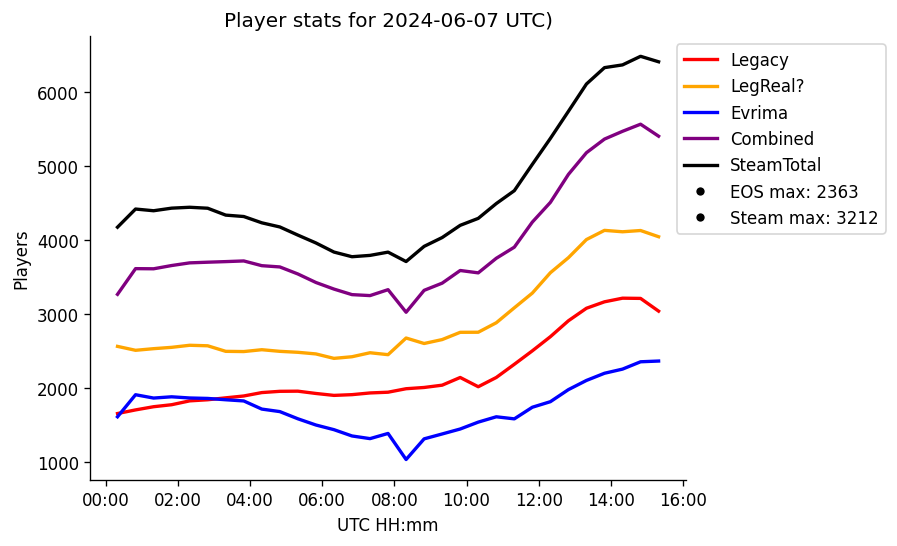 Player stats for 2024-06-07 UTC)
Players
6000
5000
4000
3000
2000
1000
00:00 02:00 04:00 06:00 08:00 10:00 12:00 14:00 16:00
UTC HH:mm
Legacy
LegReal?
Evrima
Combined
SteamTotal
EOS max: 2363
Steam max: 3212